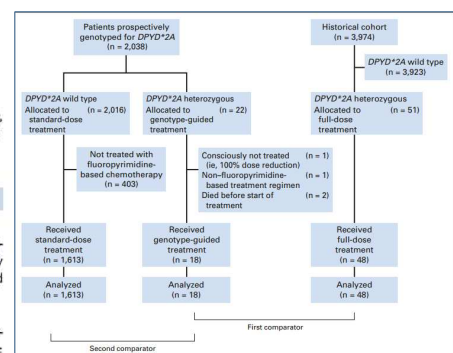 Patients prospectively
genotyped for DPYD*2A
(n = 2,038)
Historical cohort
(n = 3,974)
DPYD*2A wild type
(n = 3,923)
DPYD*2A wild type
Allocated to (n = 2,016)
standard-dose
treatment
DPYD*2A heterozygous
Allocated to (n = 22)
genotype-guided
treatment
DPYD*2A heterozygous
Allocated to (n = 51)
full-dose
treatment
Not treated with
fluoropyrimidine-
based chemotherapy
(n = 403)
Consciously not treated (n = 1)
(ie, 100% dose reduction)
Non–fluoropyrimidine- (n = 1)
based treatment regimen
Died before start of (n = 2)
treatment
Received
standard-dose
treatment
(n = 1,613)
Received
genotype-guided
treatment
(n = 18)
Received
full-dose
treatment
(n = 48)
Analyzed
(n = 1,613)
Analyzed
(n = 18)
Analyzed
(n = 48)
First comparator
Second comparator